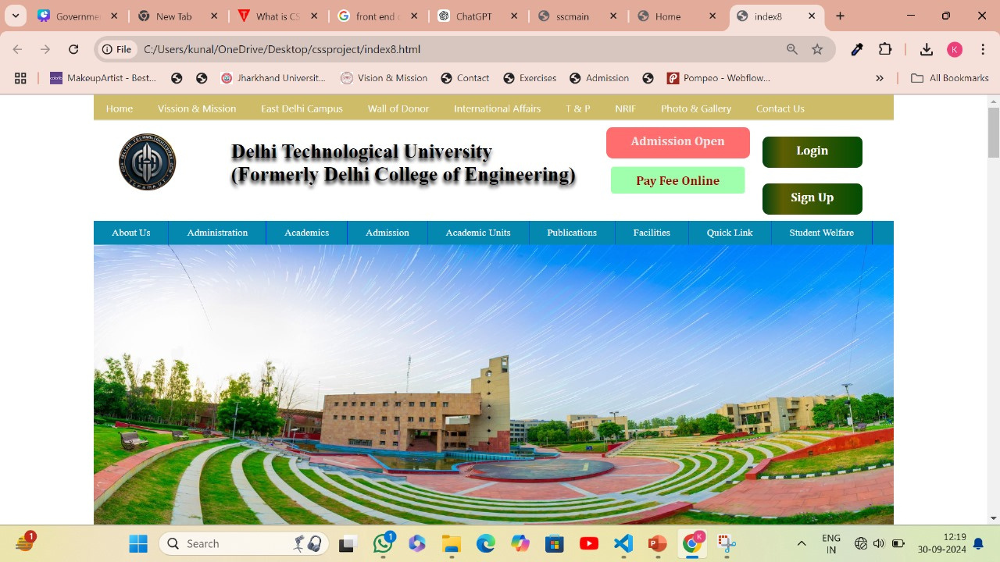 Governme
New Tab
What is CS
front end c
ChatGPT
sscmain
Home
index8
File
C:/Users/kunal/OneDrive/Desktop/cssproject/index8.html
K
MakeupArtist - Best...
Jharkhand Universit...
Vision & Mission
Contact
Exercises
Admission
Pompeo - Webflow...
All Bookmarks
Home
Vission & Mission
East Delhi Campus
Wall of Donor
International Affairs
T & P
NRIF
Photo & Gallery
Contact Us
Delhi Technological University
(Formerly Delhi College of Engineering)
Admission Open
Pay Fee Online
Login
Sign Up
About Us
Administration
Academics
Admission
Academic Units
Publications
Facilities
Quick Link
Student Welfare
1
Search
1
K
ENG
IN
12:19
30-09-2024